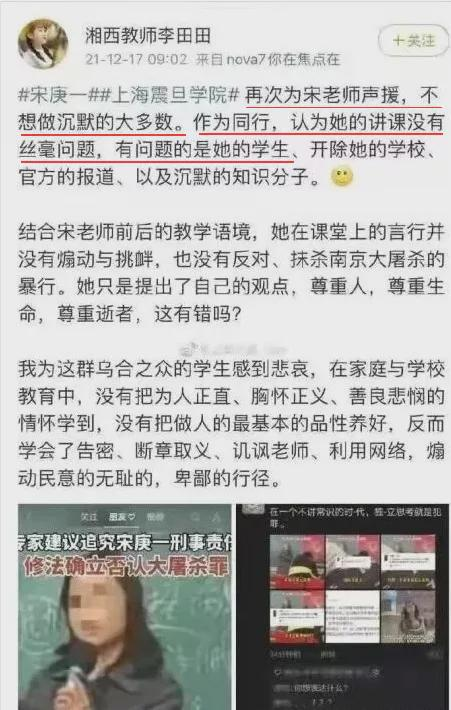 湘西教师李田田
+关注
21-12-17 09:02 来自 nova7你在焦点在
#宋庚一##上海震旦学院# 再次为宋老师声援，不
想做沉默的大多数。作为同行，认为她的讲课没有
丝毫问题，有问题的是她的学生、开除她的学校、
官方的报道、以及沉默的知识分子。
结合宋老师前后的教学语境，她在课堂上的言行并
没有煽动与挑衅，也没有反对、抹杀南京大屠杀的
暴行。她只是提出了自己的观点，尊重人，尊重生
命，尊重逝者，这有错吗？
我为这群乌合之众的学生感到悲哀，在家庭与学校
教育中，没有把为人正直、胸怀正义、善良悲悯的
情怀学到，没有把做人的最基本的品性养好，反而
学会了告密、断章取义、讥讽老师、利用网络，煽
动民意的无耻的，卑鄙的行径。
关注 朋友
专家建议追究宋庚一刑事责任
修法确立否认大屠杀罪
在一个不讲常识的时代，独立思考就是犯
罪。
你想表达什么？